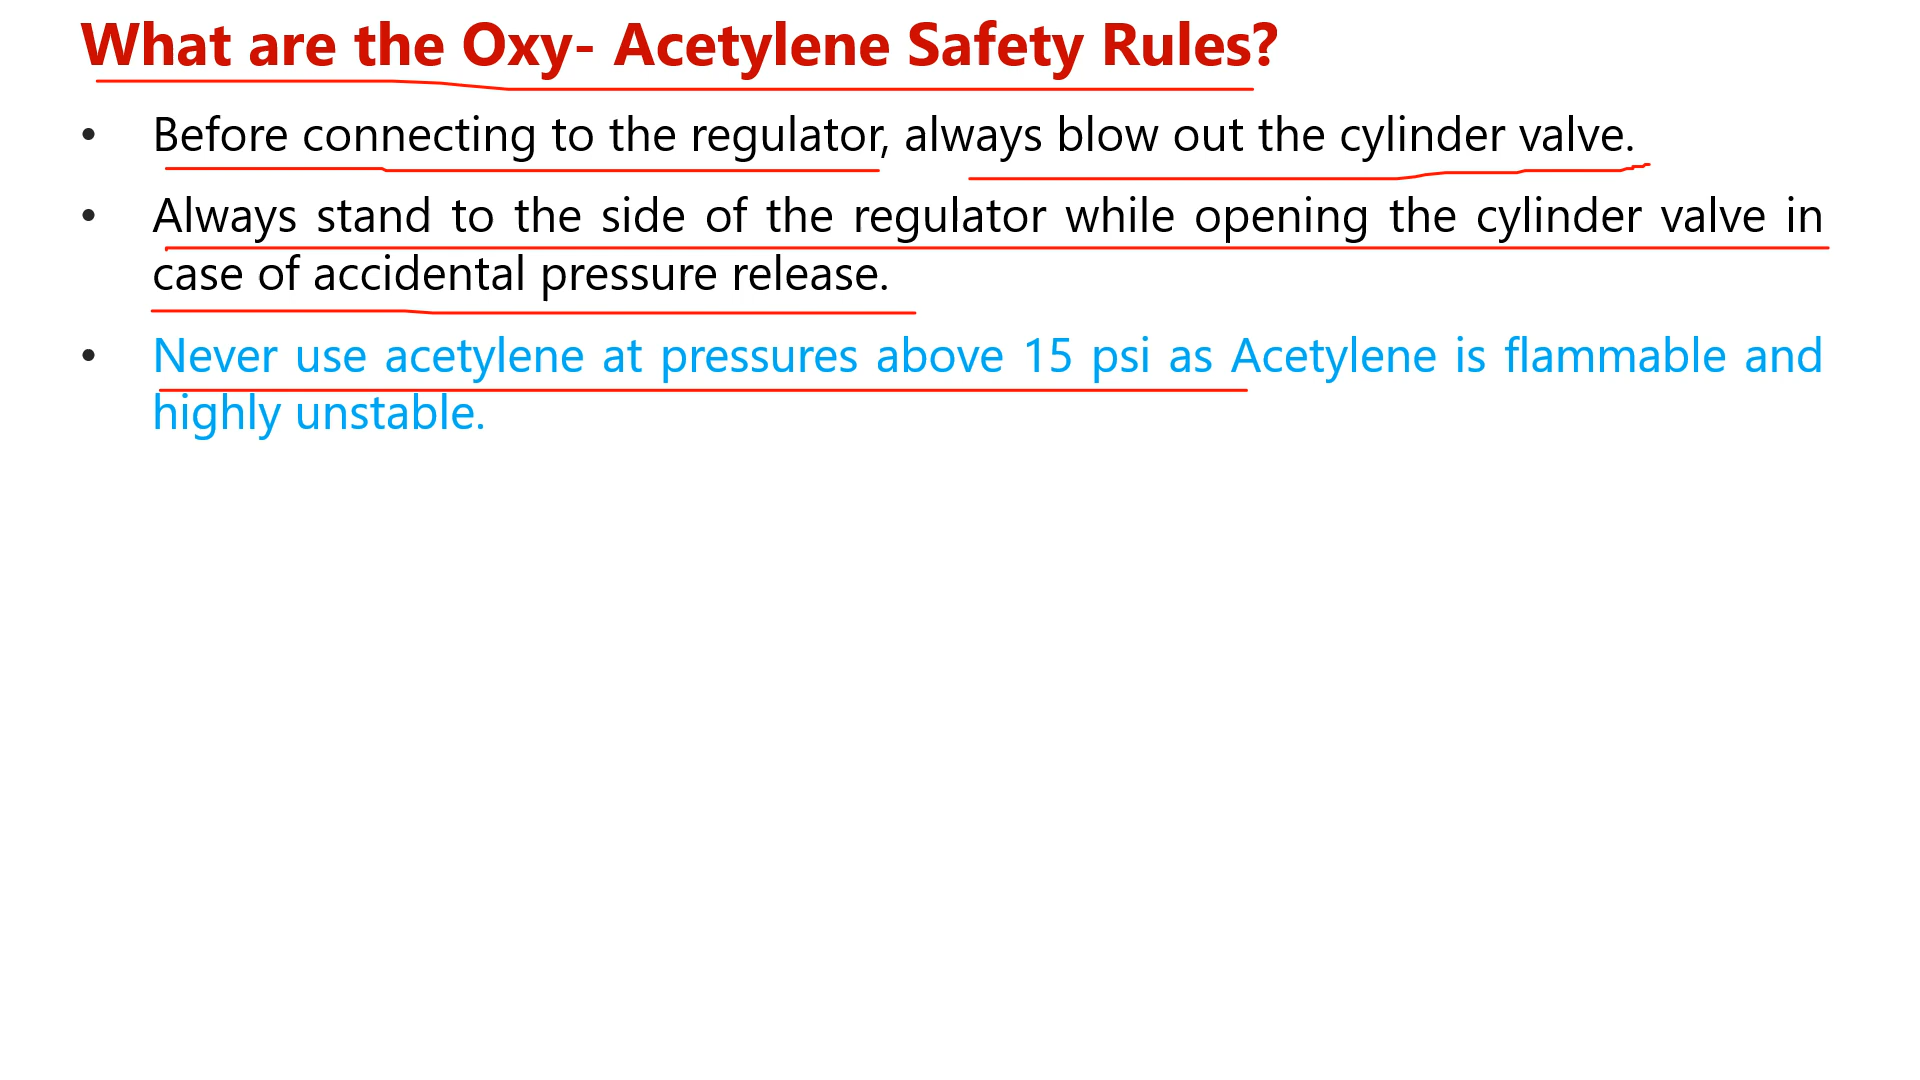 What are the Oxy- Acetylene Safety Rules?
• Before connecting to the regulator, always blow out the cylinder valve.
• Always stand to the side of the regulator while opening the cylinder valve in
case of accidental pressure release.
• Never use acetylene at pressures above 15 psi as Acetylene is flammable and
highly unstable.